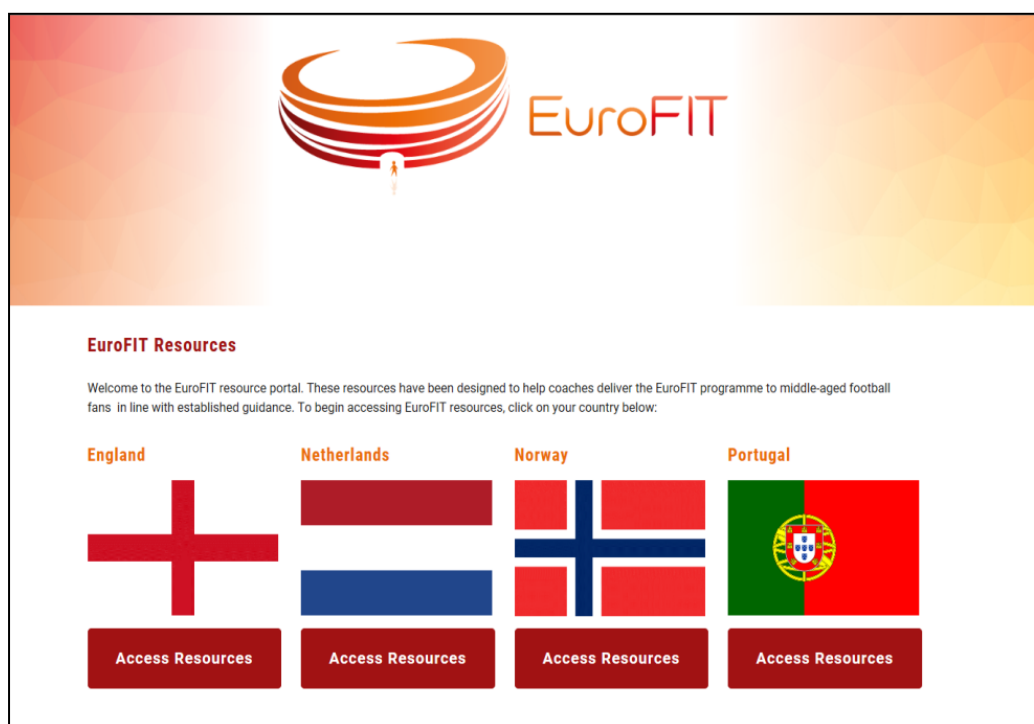 EuroFIT
EuroFIT Resources
Welcome to the EuroFIT resource portal. These resources have been designed to help coaches deliver the EuroFIT programme to middle-aged football
fans in line with established guidance. To begin accessing EuroFIT resources, click on your country below:
England Netherlands Norway Portugal
Access Resources Access Resources Access Resources Access Resources